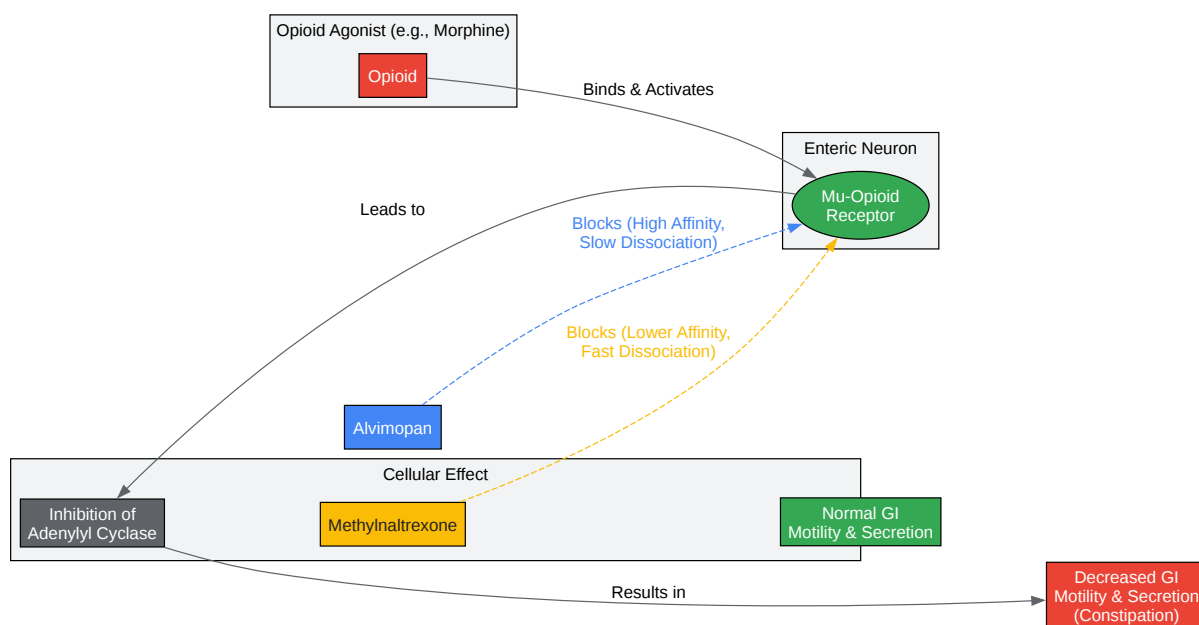 Opioid Agonist (e.g., Morphine)
Opioid
Binds & Activates
Enteric Neuron
Mu-Opioid
Receptor
Leads to
Blocks (High Affinity,
Slow Dissociation)
Blocks (Lower Affinity,
Fast Dissociation)
Alvimopan
Cellular Effect
Inhibition of
Adenylyl Cyclase
Methylnaltrexone
Normal GI
Motility & Secretion
Results in
Decreased GI
Motility & Secretion
(Constipation)